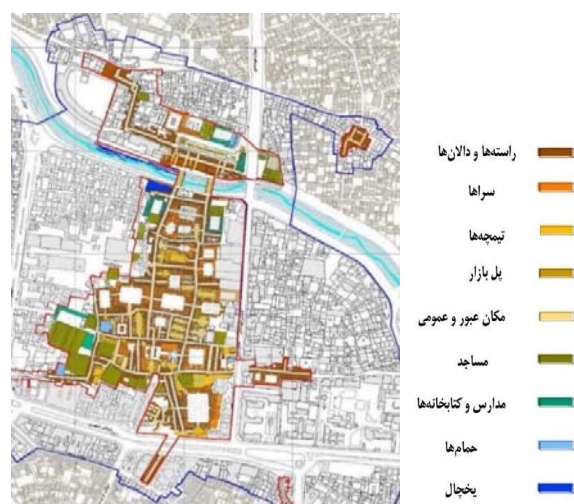 راسته‌ها و دالان‌ها
سراها
تیمچه‌ها
پل بازار
مکان عبور و عمومی
مساجد
مدارس و کتابخانه‌ها
حمام‌ها
یخچال